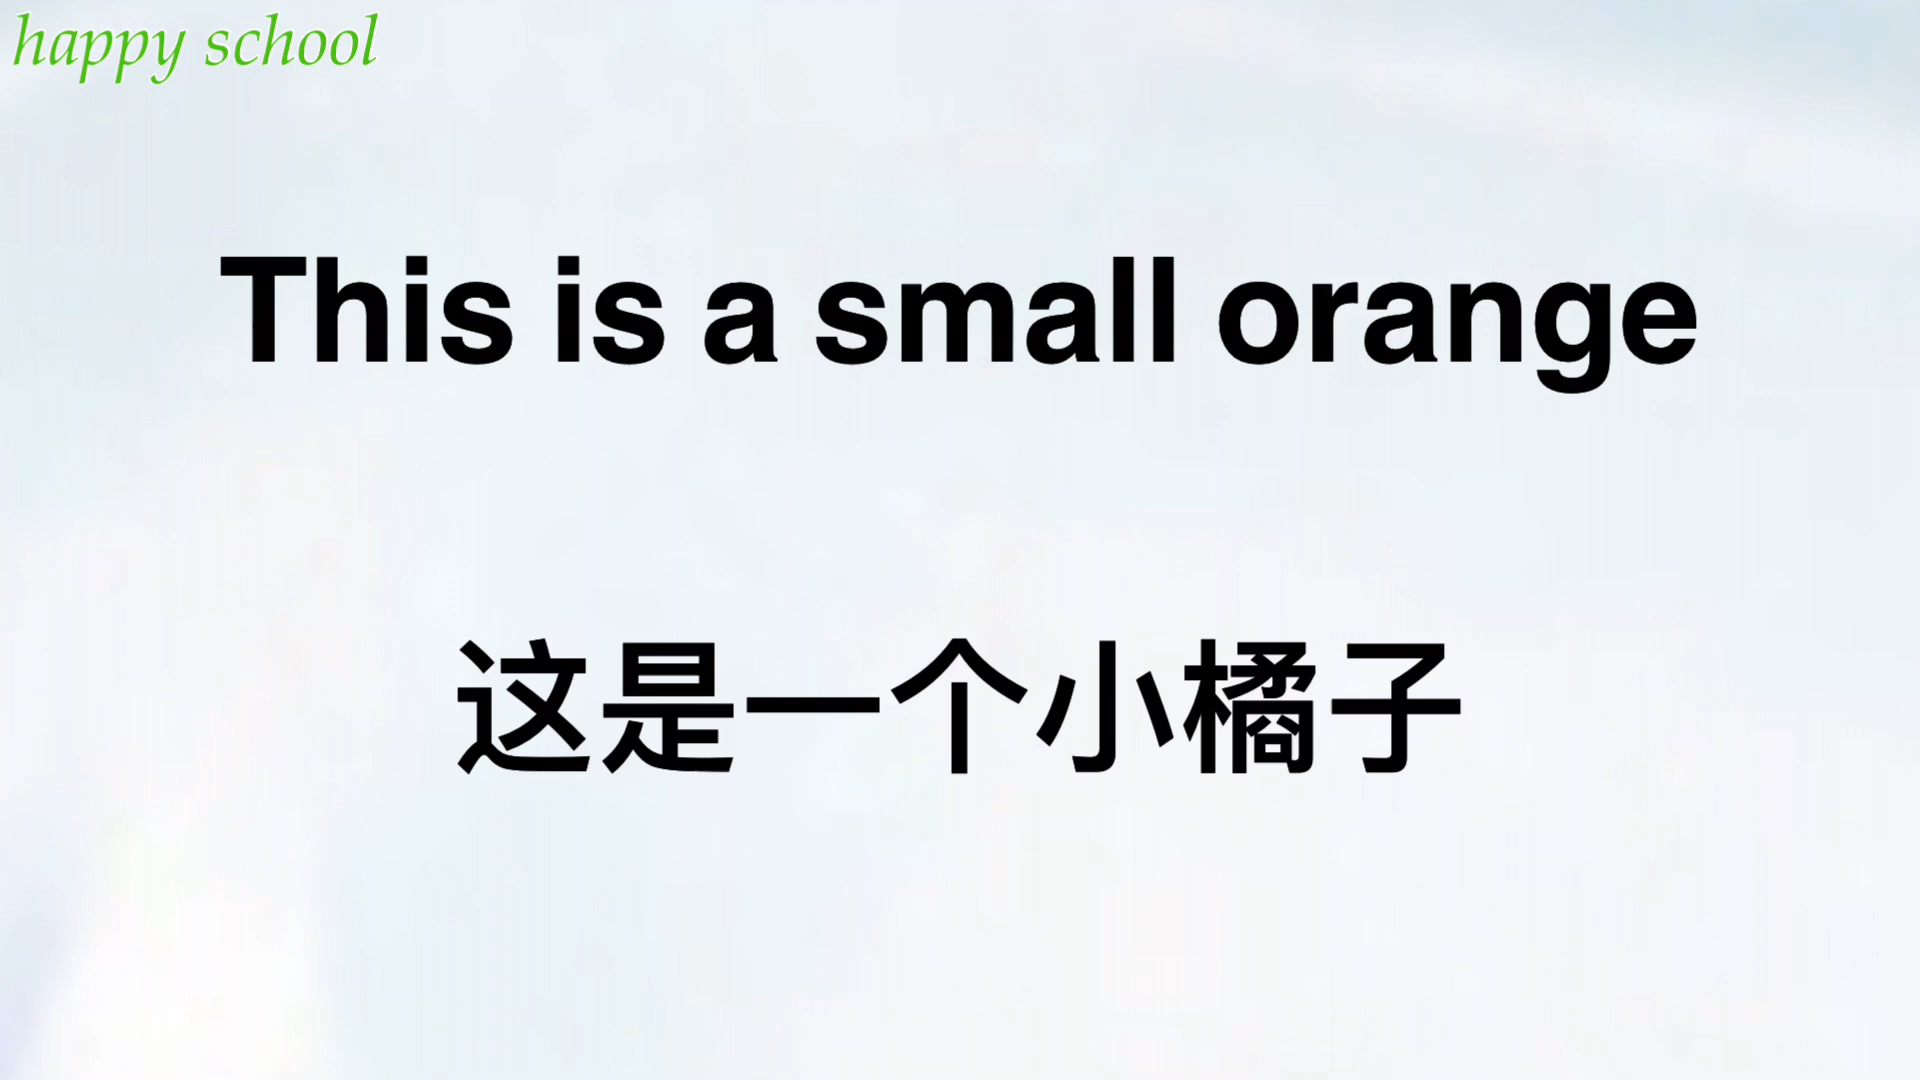 happy school
This is a small orange
这是一个小橘子